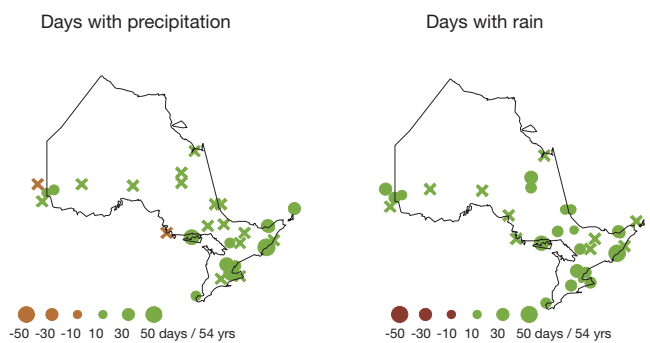 Days with precipitation
Days with rain
-50 -30 -10 10 30 50 days / 54 yrs
-50 -30 -10 10 30 50 days / 54 yrs